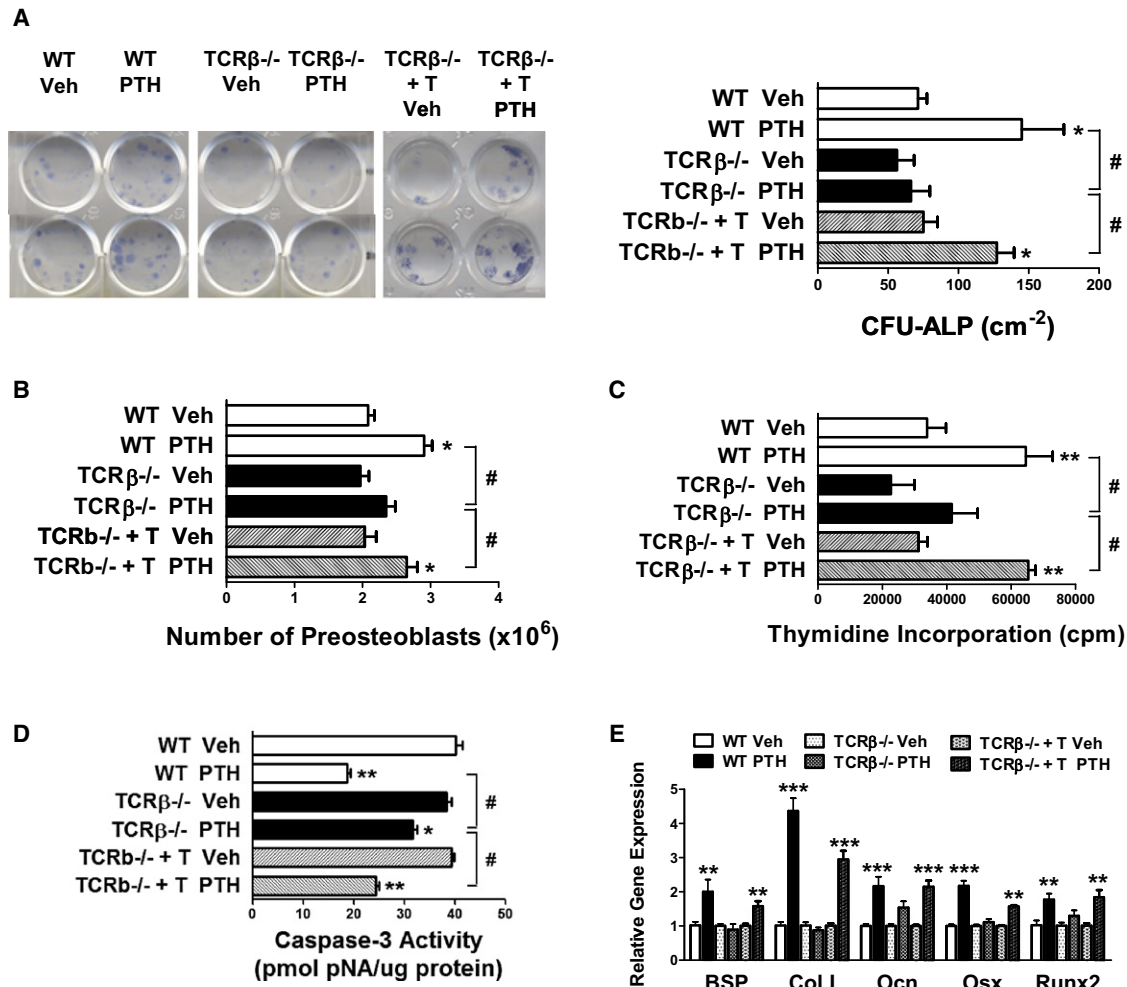 A
WT Veh
WT PTH
TCRβ-/- Veh
TCRβ-/- PTH
TCRβ-/- + T Veh
TCRβ-/- + T PTH
WT Veh
WT PTH
TCRβ-/- Veh
TCRβ-/- PTH
TCRb-/- + T Veh
TCRb-/- + T PTH
*
*
#
#
0 50 100 150 200
CFU-ALP (cm-2)
B
WT Veh
WT PTH
TCRβ-/- Veh
TCRβ-/- PTH
TCRb-/- + T Veh
TCRb-/- + T PTH
*
*
#
#
0 1 2 3 4
Number of Preosteoblasts (x106)
C
WT Veh
WT PTH
TCRβ-/- Veh
TCRβ-/- PTH
TCRβ-/- + T Veh
TCRβ-/- + T PTH
**
**
#
#
0 20000 40000 60000 80000
Thymidine Incorporation (cpm)
D
WT Veh
WT PTH
TCRβ-/- Veh
TCRβ-/- PTH
TCRb-/- + T Veh
TCRb-/- + T PTH
**
*
**
#
#
0 10 20 30 40 50
Caspase-3 Activity
(pmol pNA/ug protein)
E
WT Veh TCRβ-/- Veh TCRβ-/- + T Veh
WT PTH TCRβ-/- PTH TCRβ-/- + T PTH
Relative Gene Expression
5
4
3
2
1
0
** ** *** *** *** *** *** ** ** **
BSP Col I Ocn Osx Runx2